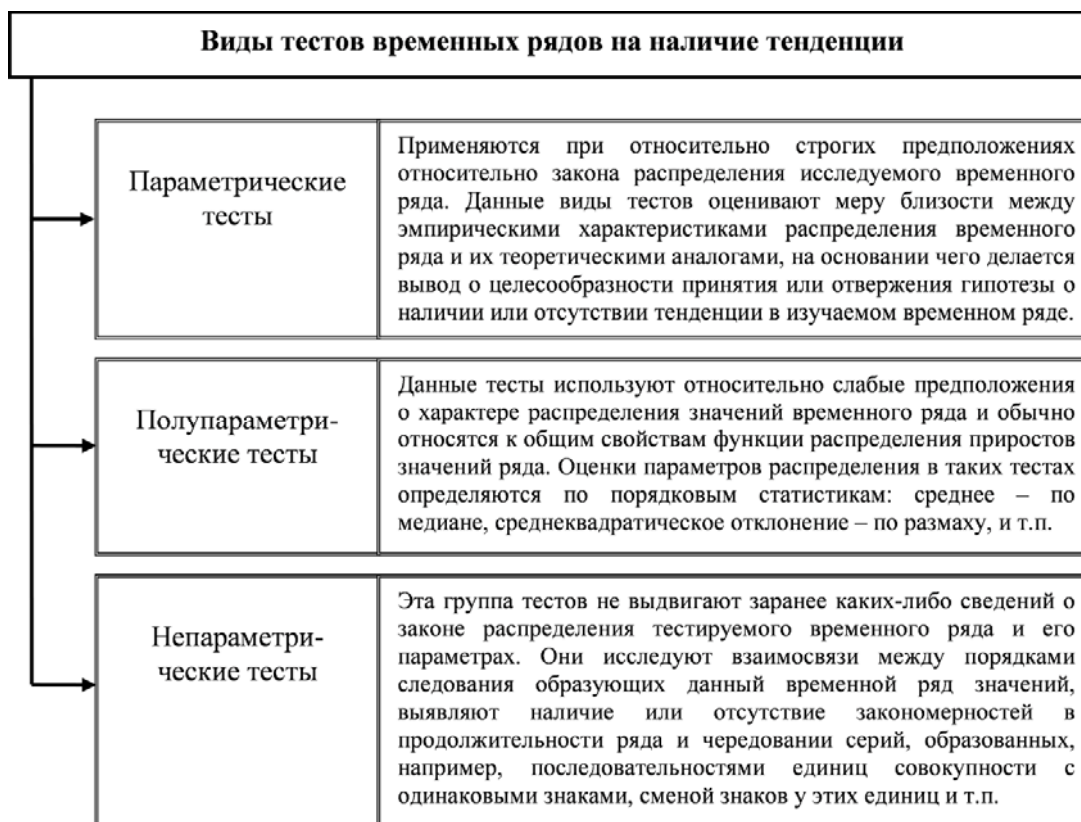 Виды тестов временных рядов на наличие тенденции
Параметрические
тесты
Применяются при относительно строгих предположениях
относительно закона распределения исследуемого временного
ряда. Данные виды тестов оценивают меру близости между
эмпирическими характеристиками распределения временного
ряда и их теоретическими аналогами, на основании чего делается
вывод о целесообразности принятия или отвержения гипотезы о
наличии или отсутствии тенденции в изучаемом временном ряде.
Полупараметри-
ческие тесты
Данные тесты используют относительно слабые предположения
о характере распределения значений временного ряда и обычно
относятся к общим свойствам функции распределения приростов
значений ряда. Оценки параметров распределения в таких тестах
определяются по порядковым статистикам: среднее – по
медиане, среднеквадратическое отклонение – по размаху, и т.п.
Непараметри-
ческие тесты
Эта группа тестов не выдвигают заранее каких-либо сведений о
законе распределения тестируемого временного ряда и его
параметрах. Они исследуют взаимосвязи между порядками
следования образующих данный временной ряд значений,
выявляют наличие или отсутствие закономерностей в
продолжительности ряда и чередовании серий, образованных,
например, последовательностями единиц совокупности с
одинаковыми знаками, сменой знаков у этих единиц и т.п.